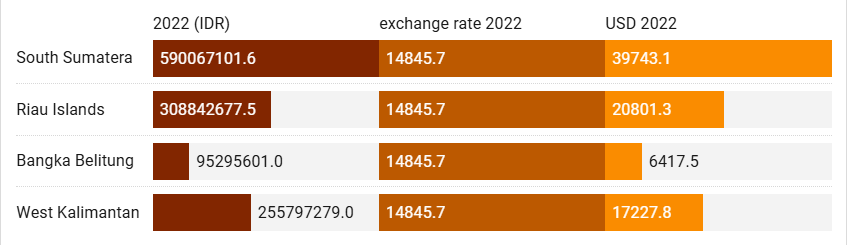 2022 (IDR) exchange rate 2022 USD 2022
South Sumatera 590067101.6 14845.7 39743.1
Riau Islands 308842677.5 14845.7 20801.3
Bangka Belitung 95295601.0 14845.7 6417.5
West Kalimantan 255797279.0 14845.7 17227.8